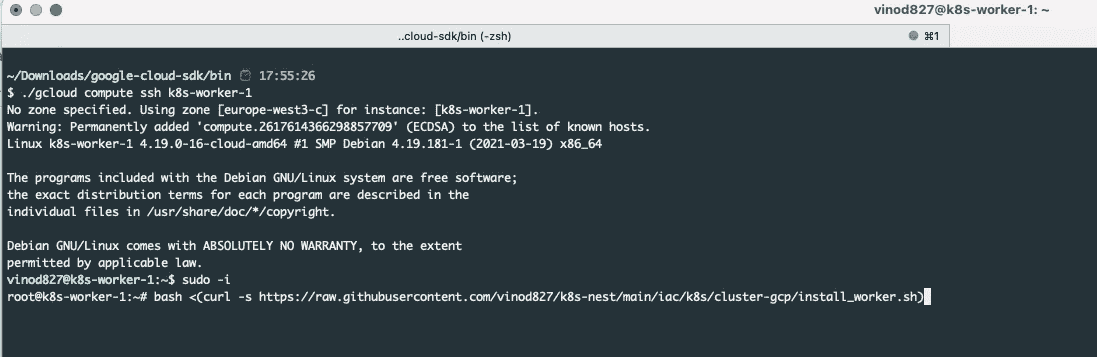 vinod827@k8s-worker-1: ~
..cloud-sdk/bin (-zsh)
⌘1
~/Downloads/google-cloud-sdk/bin 17:55:26
$ ./gcloud compute ssh k8s-worker-1
No zone specified. Using zone [europe-west3-c] for instance: [k8s-worker-1].
Warning: Permanently added 'compute.2617614366298857709' (ECDSA) to the list of known hosts.
Linux k8s-worker-1 4.19.0-16-cloud-amd64 #1 SMP Debian 4.19.181-1 (2021-03-19) x86_64
The programs included with the Debian GNU/Linux system are free software;
the exact distribution terms for each program are described in the
individual files in /usr/share/doc/*/copyright.
Debian GNU/Linux comes with ABSOLUTELY NO WARRANTY, to the extent
permitted by applicable law.
vinod827@k8s-worker-1:~$ sudo -i
root@k8s-worker-1:~# bash <(curl -s https://raw.githubusercontent.com/vinod827/k8s-nest/main/iac/k8s/cluster-gcp/install_worker.sh)